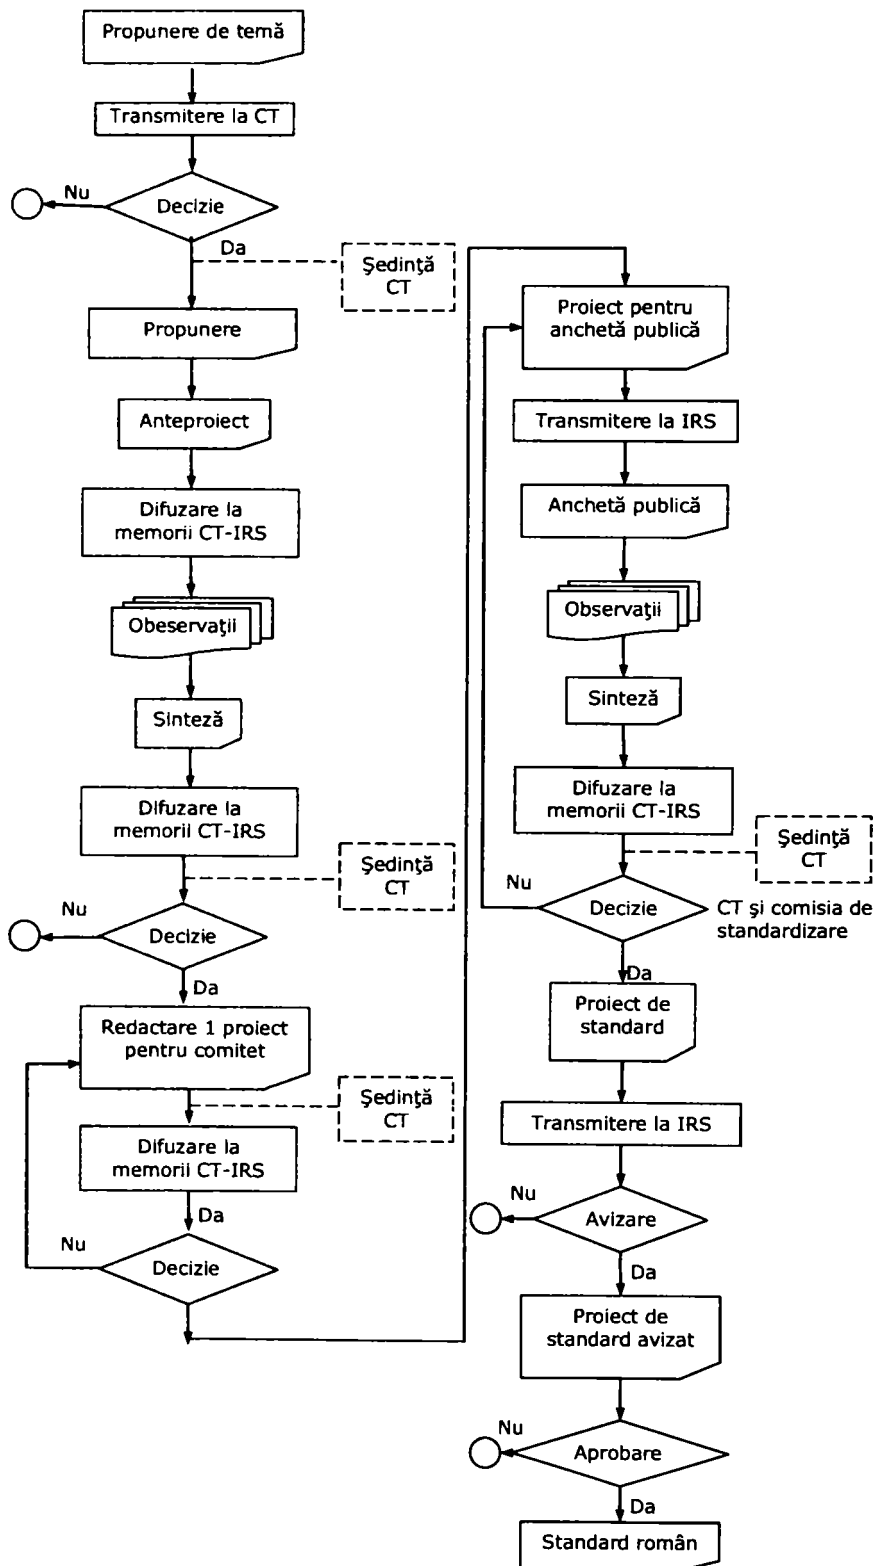 Propunere de temă
Transmitere la CT
Nu
Decizie
Da
Şedinţă
CT
Propunere
Anteproiect
Difuzare la
memorii CT-IRS
Obeservaţii
Sinteză
Difuzare la
memorii CT-IRS
Şedinţă
CT
Nu
Decizie
Da
Redactare 1 proiect
pentru comitet
Şedinţă
CT
Difuzare la
memorii CT-IRS
Da
Nu
Decizie
Proiect pentru
anchetă publică
Transmitere la IRS
Anchetă publică
Observaţii
Sinteză
Difuzare la
memorii CT-IRS
Şedinţă
CT
Nu
Decizie
CT şi comisia de
standardizare
Da
Proiect de
standard
Transmitere la IRS
Nu
Avizare
Da
Proiect de
standard avizat
Nu
Aprobare
Da
Standard român